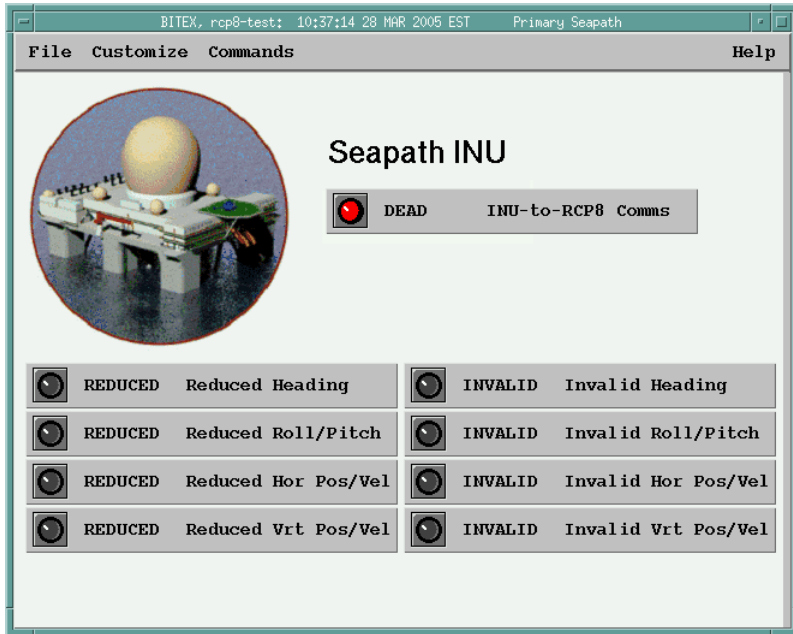 BITEX, rcp8-test: 10:37:14 28 MAR 2005 EST Primary Seapath
File Customize Commands Help
Seapath INU
DEAD INU-to-RCP8 Comms
REDUCED Reduced Heading INVALID Invalid Heading
REDUCED Reduced Roll/Pitch INVALID Invalid Roll/Pitch
REDUCED Reduced Hor Pos/Vel INVALID Invalid Hor Pos/Vel
REDUCED Reduced Vrt Pos/Vel INVALID Invalid Vrt Pos/Vel